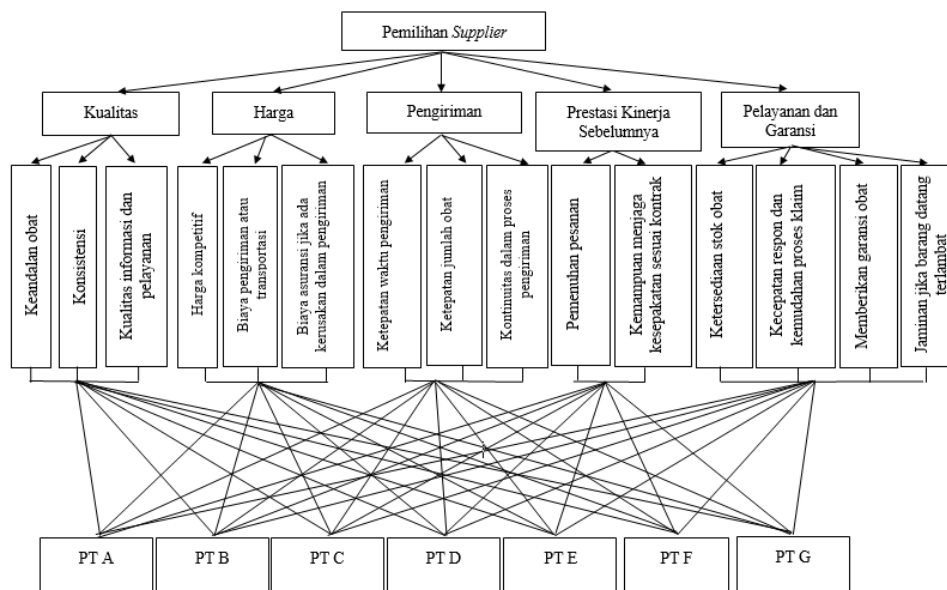 Pemilihan Supplier
Kualitas
Harga
Pengiriman
Prestasi Kinerja
Sebelumnya
Pelayanan dan
Garansi
Keandalan obat
Konsistensi
Kualitas informasi dan
pelayanan
Harga kompetitif
Biaya pengiriman atau
transportasi
Biaya asuransi jika ada
kerusakan dalam pengiriman
Ketepatan waktu pengiriman
Ketepatan jumlah obat
Kontinuitas dalam proses
pengiriman
Pemenuhan pesanan
Kemampuan menjaga
kesepakatan sesuai kontrak
Ketersediaan stok obat
Kecepatan respon dan
kemudahan proses klaim
Memberikan garansi obat
Jaminan jika barang datang
terlambat
PT A
PT B
PT C
PT D
PT E
PT F
PT G